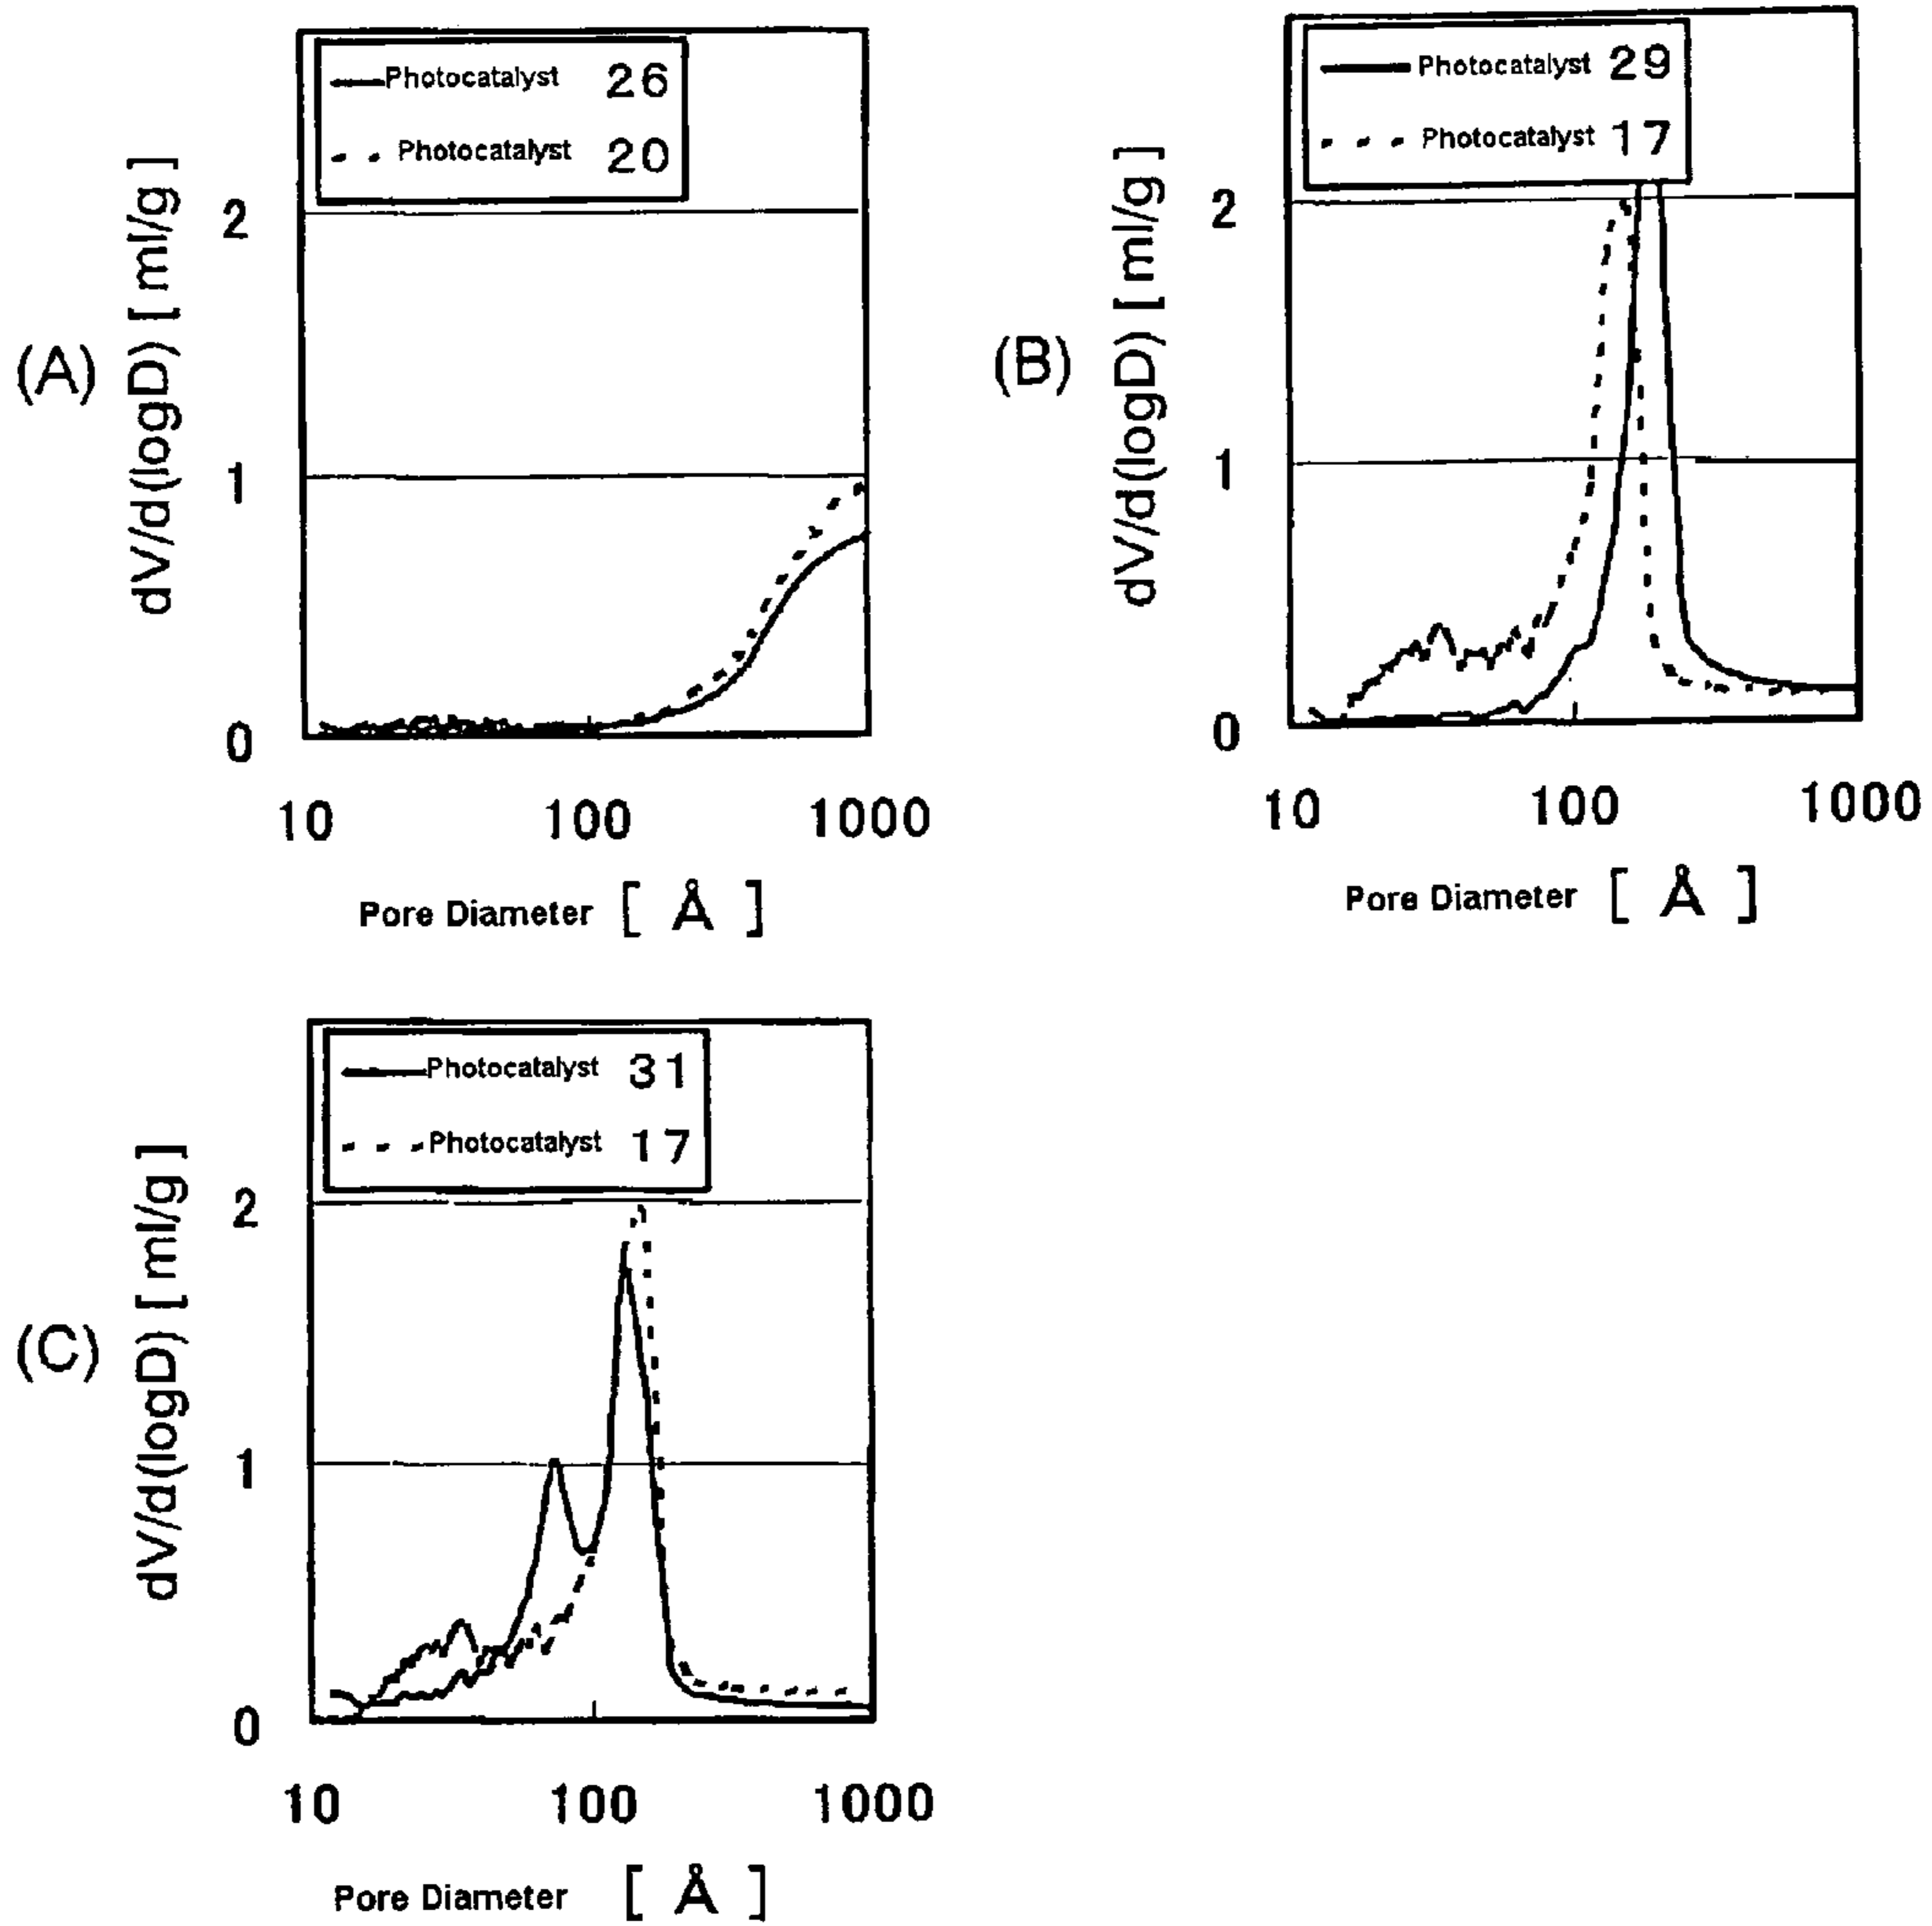 (A)
dV/d(logD) [ml/g]
Photocatalyst 26
Photocatalyst 20
2
1
0
10 100 1000
Pore Diameter [ Å ]
(B)
dV/d(logD) [ml/g]
Photocatalyst 29
Photocatalyst 17
2
1
0
10 100 1000
Pore Diameter [ Å ]
(C)
dV/d(logD) [ml/g]
Photocatalyst 31
Photocatalyst 17
2
1
0
10 100 1000
Pore Diameter [ Å ]